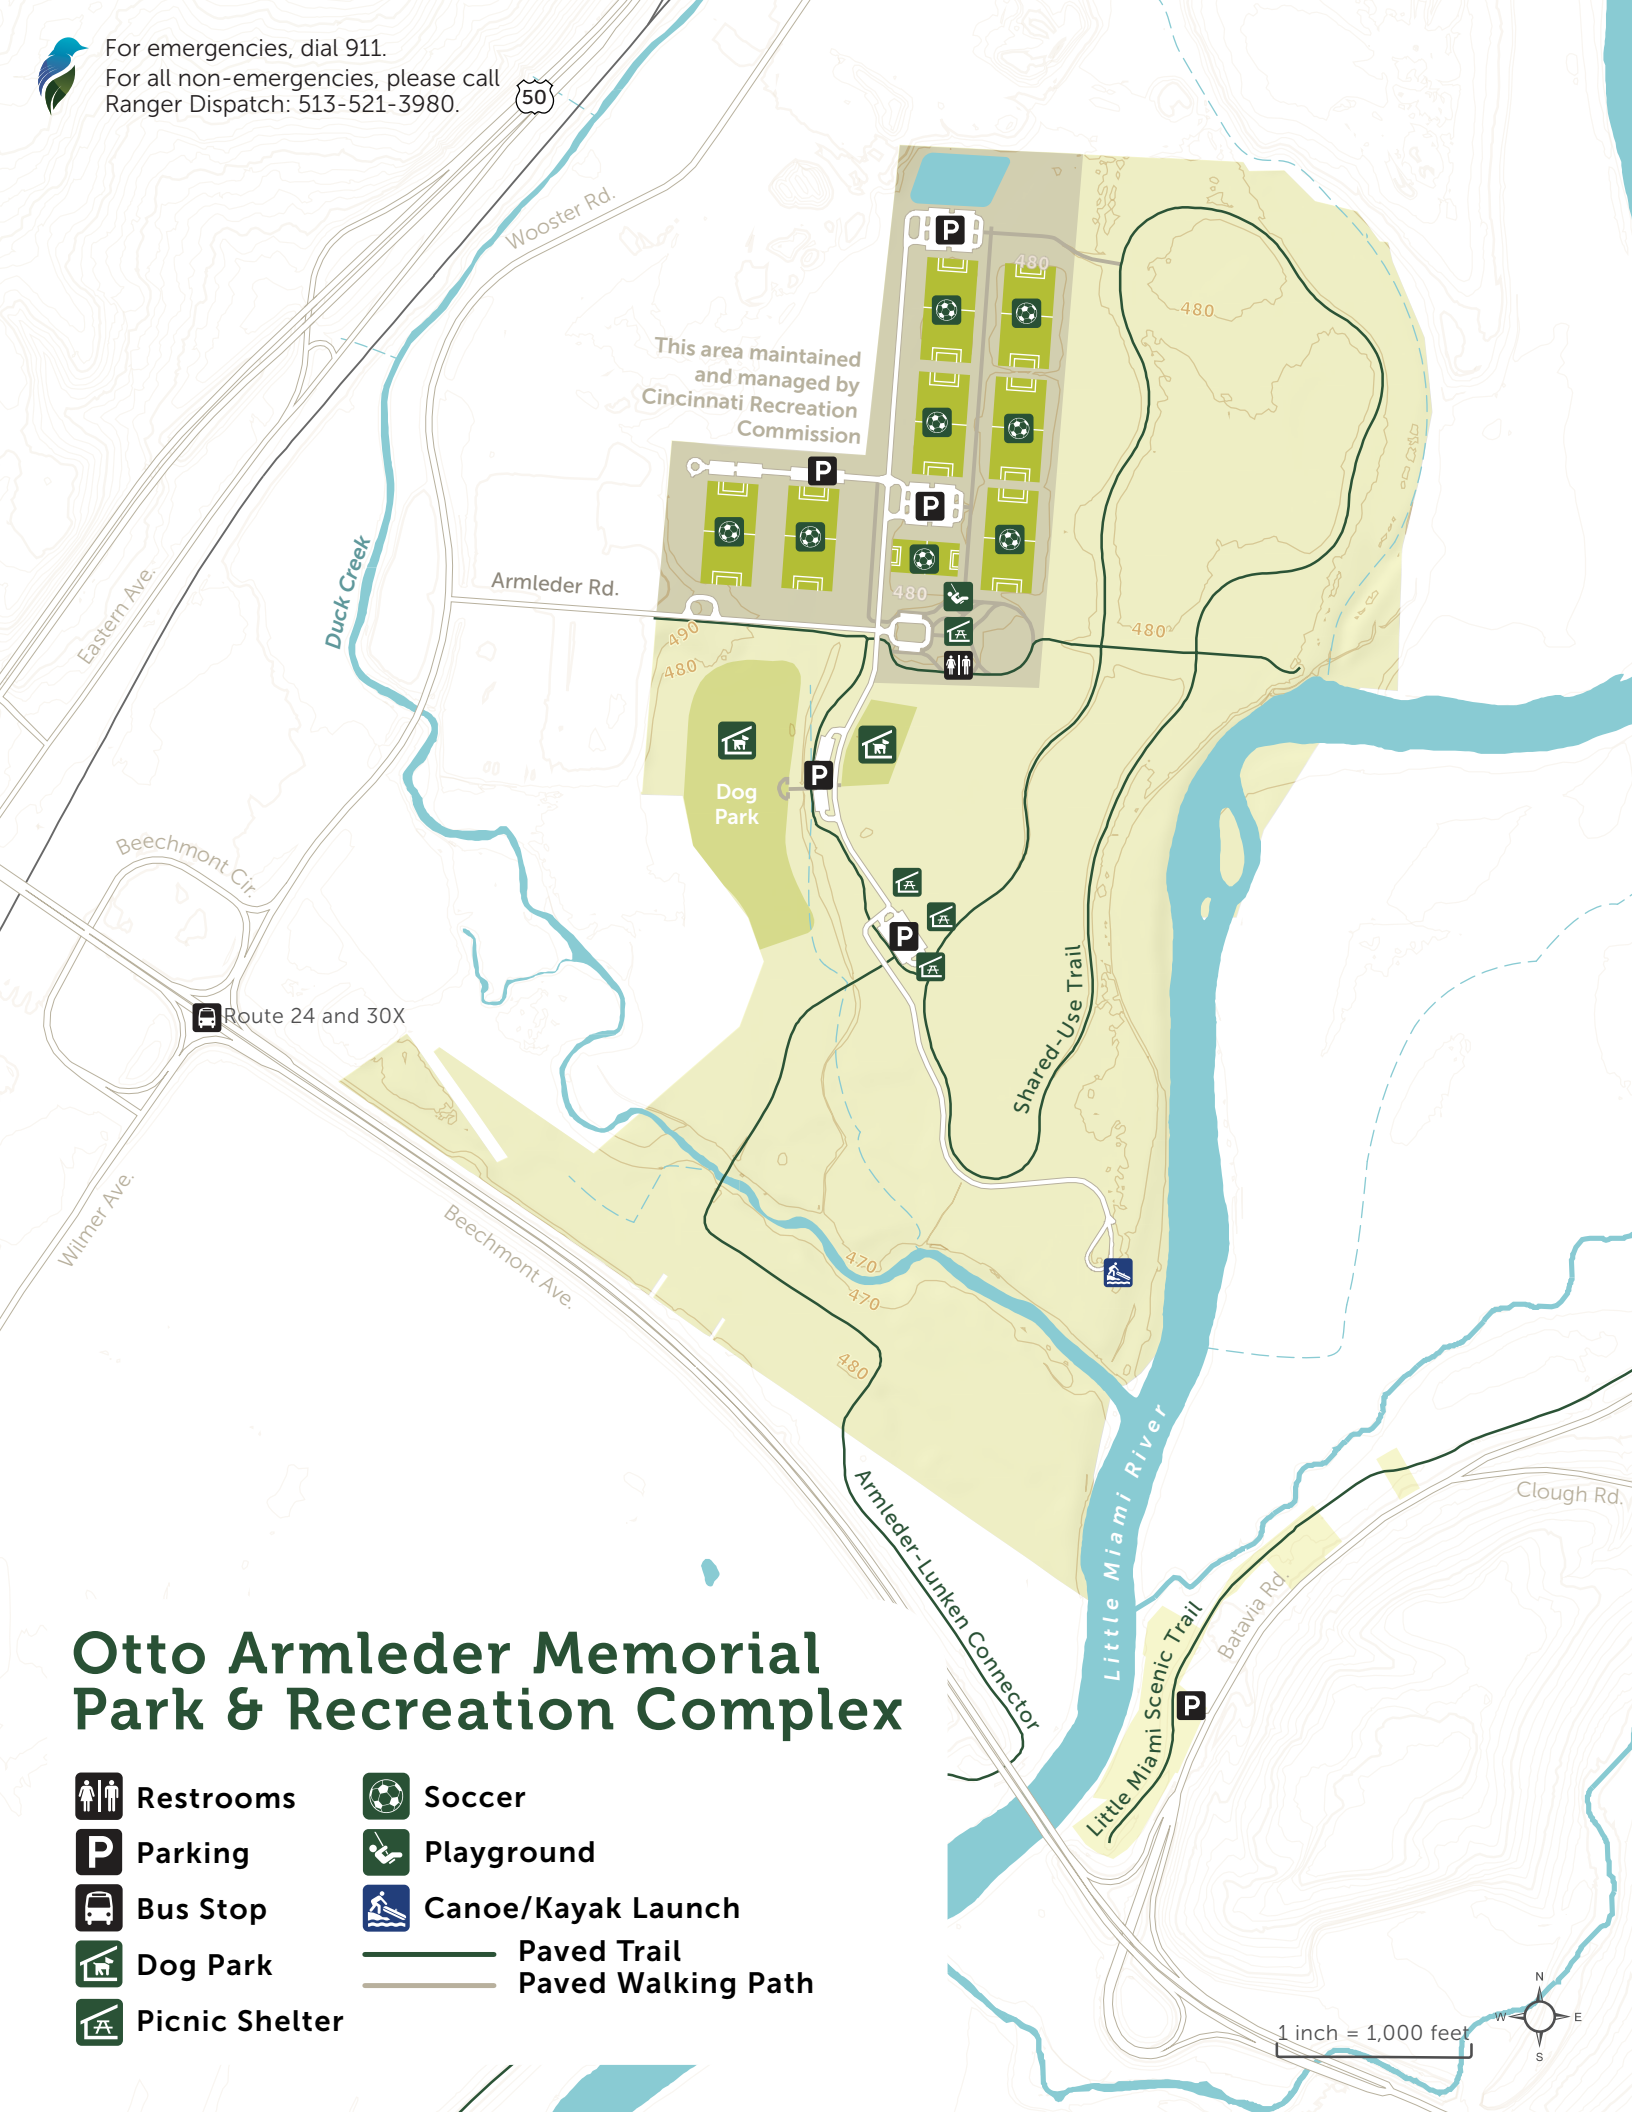 For emergencies, dial 911.
For all non-emergencies, please call
Ranger Dispatch: 513-521-3980.
50
Wooster Rd.
P
480
480
This area maintained
and managed by
Cincinnati Recreation
Commission
P
P
Duck Creek
Eastern Ave.
Armleder Rd.
480
490
480
480
Dog
Park
P
Beechmont Cir.
P
Route 24 and 30X
Shared-Use Trail
Wilmer Ave.
Beechmont Ave.
470
470
480
Little Miami River
Armleder-Lunken Connector
Clough Rd.
Batavia Rd.
Little Miami Scenic Trail
P
Otto Armleder Memorial
Park & Recreation Complex
Restrooms
P Parking
Bus Stop
Dog Park
Picnic Shelter
Soccer
Playground
Canoe/Kayak Launch
Paved Trail
Paved Walking Path
1 inch = 1,000 feet
N
W
E
S